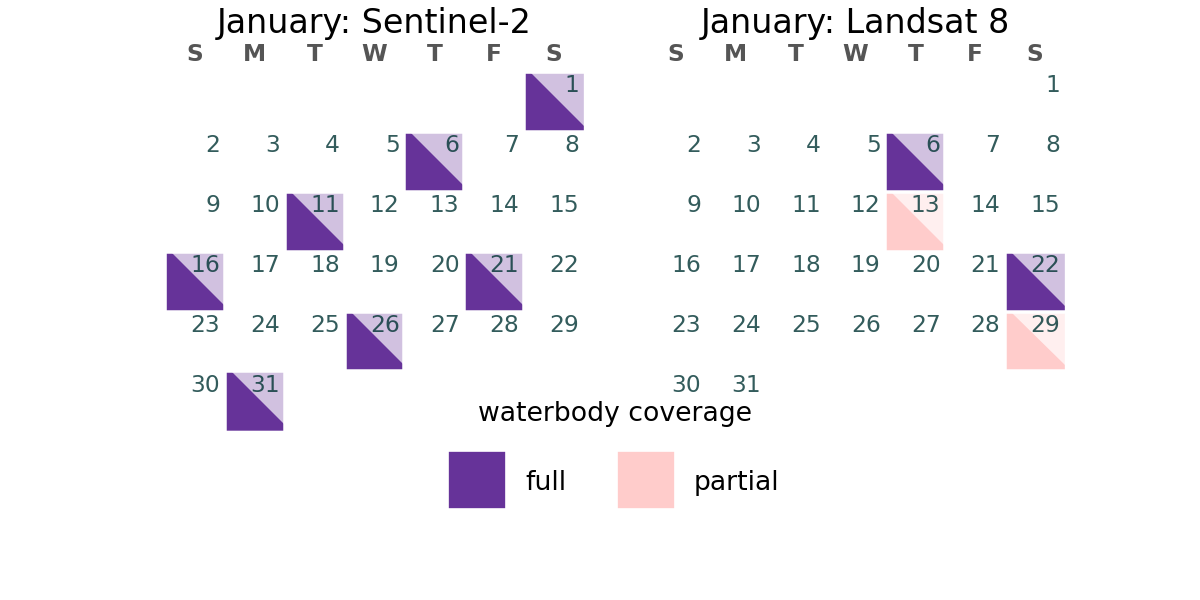 January: Sentinel-2
S M T W T F S
1
2 3 4 5 6 7 8
9 10 11 12 13 14 15
16 17 18 19 20 21 22
23 24 25 26 27 28 29
30 31
January: Landsat 8
S M T W T F S
1
2 3 4 5 6 7 8
9 10 11 12 13 14 15
16 17 18 19 20 21 22
23 24 25 26 27 28 29
30 31
waterbody coverage
full partial